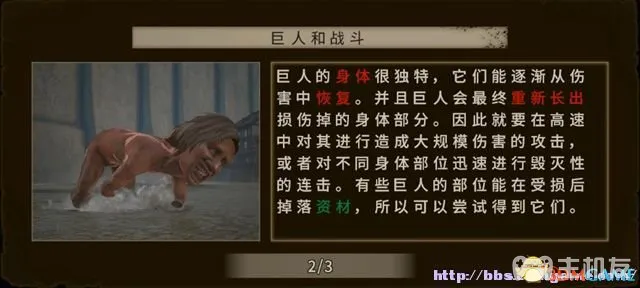 巨人和战斗
巨人的身体很独特，它们能逐渐从伤
害中恢复。并且巨人会最终重新长出
损伤掉的身体部分。因此就要在高速
中对其进行造成大规模伤害的攻击，
或者对不同身体部位迅速进行毁灭性
的连击。有些巨人的部位能在受损后
掉落资材，所以可以尝试得到它们。
2/3
http://bbs
主机友